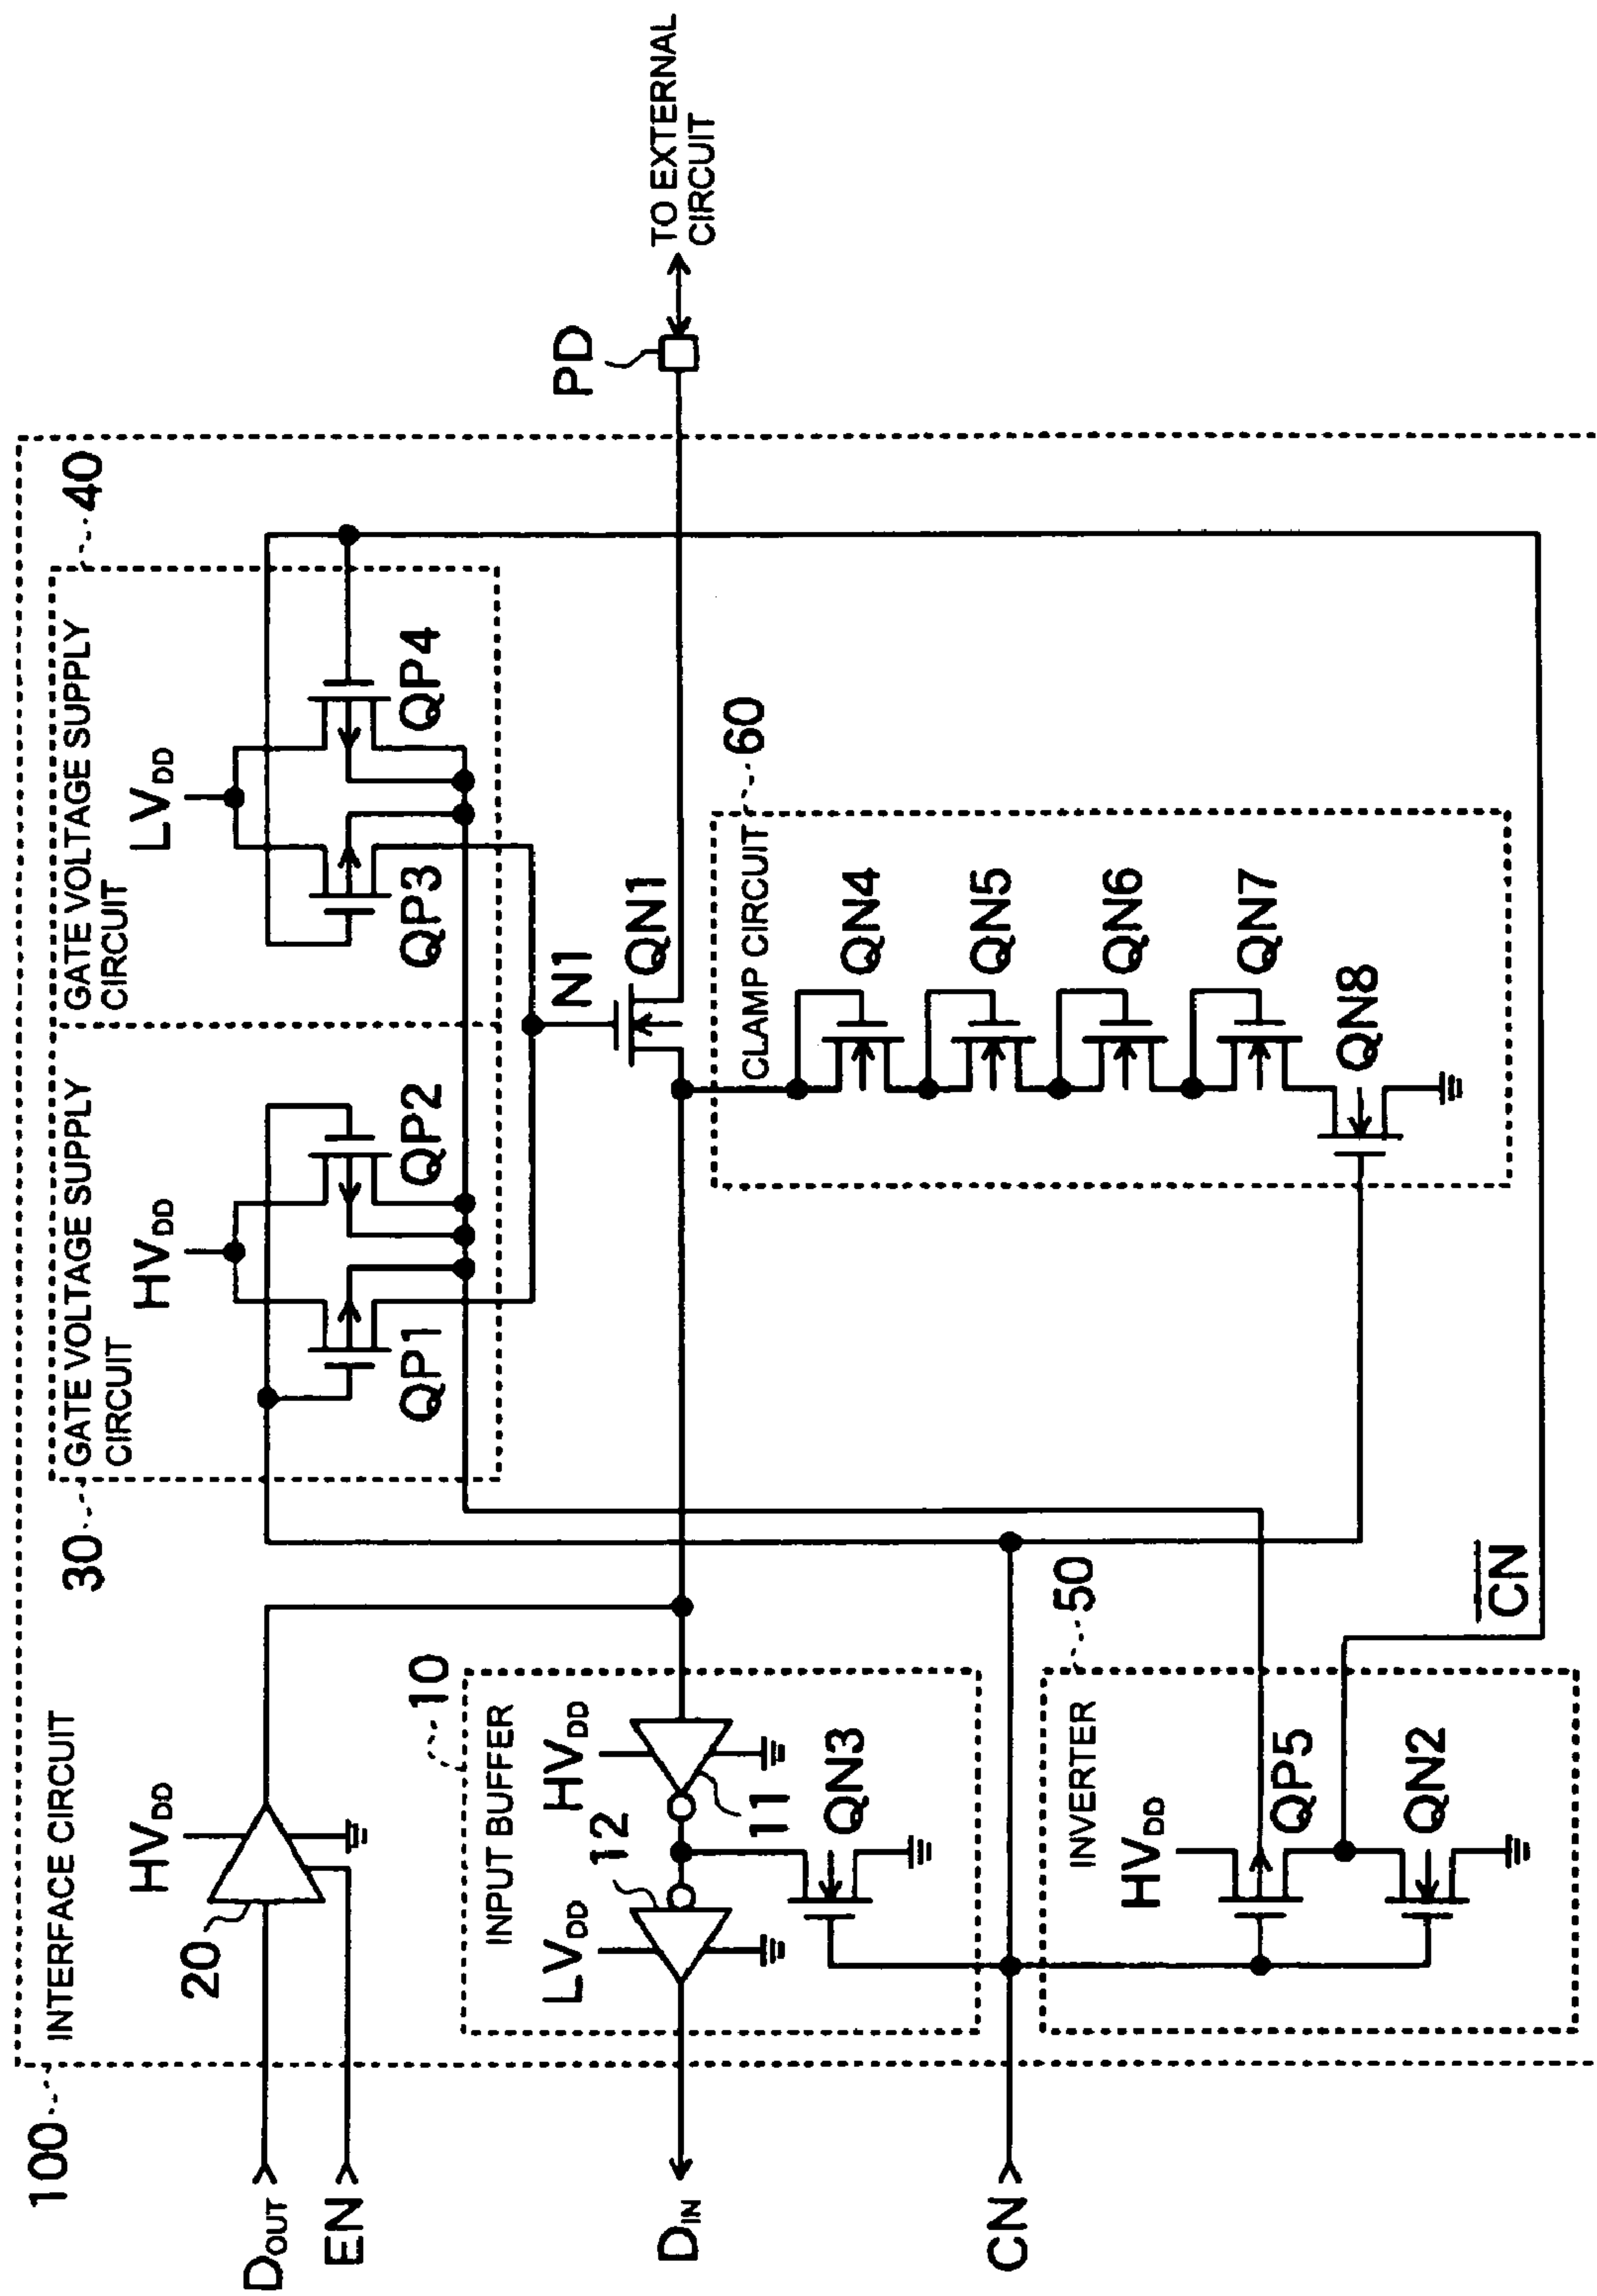 100
INTERFACE CIRCUIT
30
GATE VOLTAGE SUPPLY
CIRCUIT
GATE VOLTAGE SUPPLY
CIRCUIT
40
HVDD
LVDD
QP1
QP2
QP3
QP4
DOUT
EN
20
HVDD
N1
QN1
PD
TO EXTERNAL
CIRCUIT
10
INPUT BUFFER
LVDD
12
HVDD
11
QN3
DIN
CLAMP CIRCUIT
60
QN4
QN5
QN6
QN7
QN8
CN
50
INVERTER
HVDD
QP5
QN2
C̅N̅